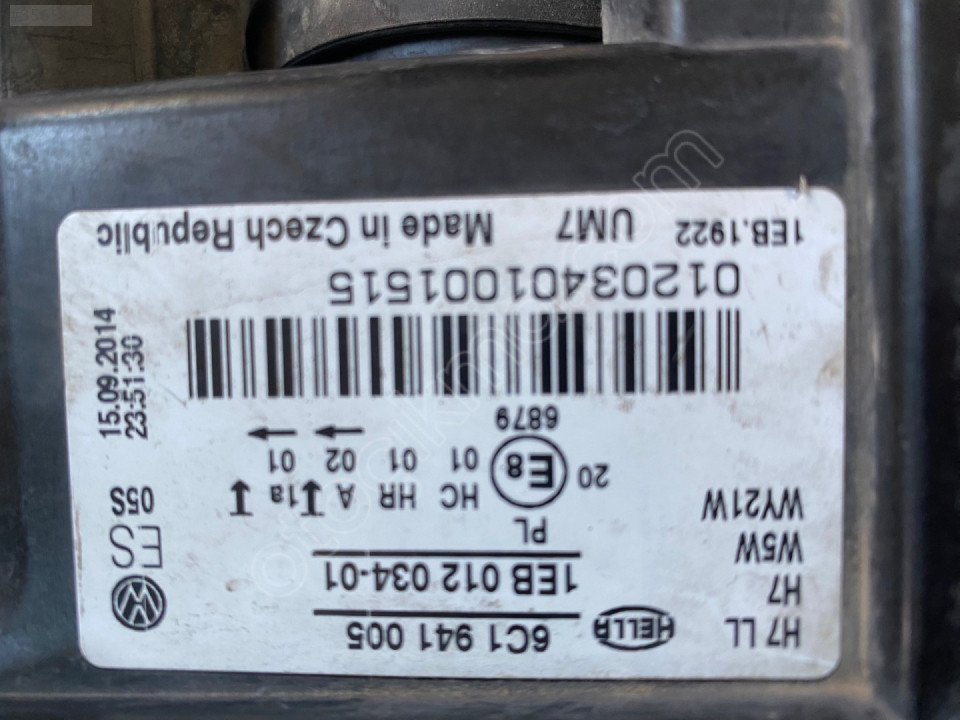 H7 LL
H7
W5W
WY21W
HELLA
6C1 941 005
1EB 012 034-01
PL
HC HR A 1a
20 E8 01 01 02 01
6879
ES
05S
15.09.2014
23:51:30
01203401001515
1EB.1922 UM7 Made in Czech Republic